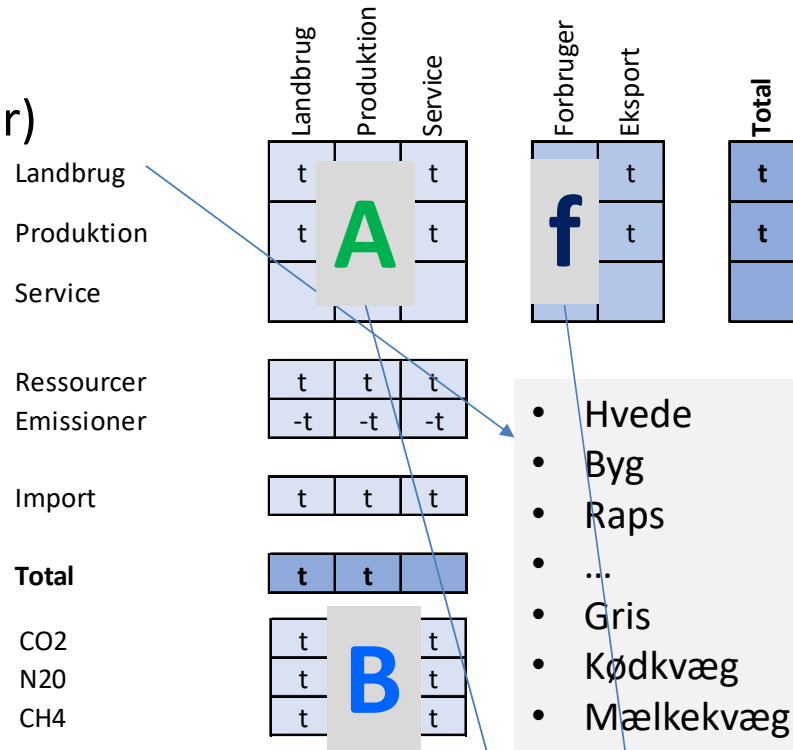 Landbrug Produktion Service Forbruger Eksport Total
r)
Landbrug t t t t
A f
Produktion t t t t
Service
Ressourcer t t t
Emissioner -t -t -t
Import t t t
Total t t
CO2 t t
N20 t B t
CH4 t t
• Hvede
• Byg
• Raps
• ...
• Gris
• Kødkvæg
• Mælkekvæg